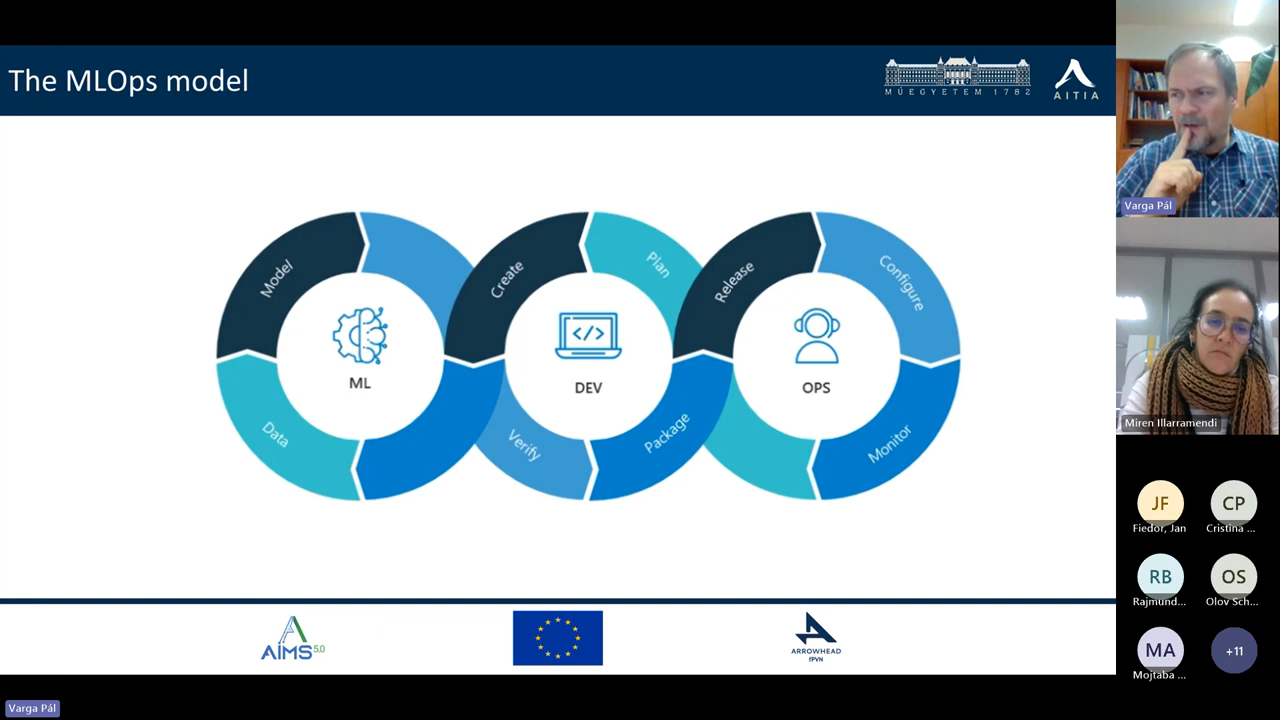 The MLOps model
MŰEGYETEM 1782
AITIA
Model
Create
Plan
Release
Configure
ML
DEV
OPS
Data
Verify
Package
Monitor
AIMS 5.0
ARROWHEAD
fPVN
Varga Pál
Miren Illarramendi
JF
CP
Fiedor, Jan
Cristina ...
RB
OS
Rajmund...
Olov Sch...
MA
+11
Mojtaba ...
Varga Pál